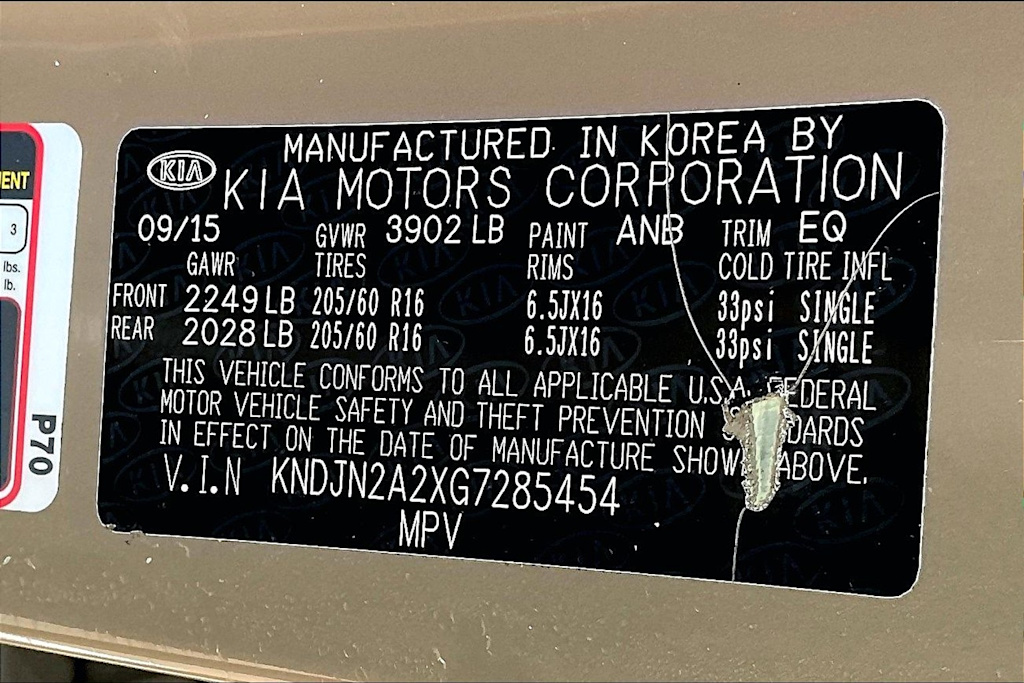 MANUFACTURED IN KOREA BY
KIA KIA MOTORS CORPORATION
09/15 GVWR 3902 LB PAINT ANB TRIM EQ
GAWR TIRES RIMS COLD TIRE INFL
FRONT 2249 LB 205/60 R16 6.5JX16 33psi SINGLE
REAR 2028 LB 205/60 R16 6.5JX16 33psi SINGLE
THIS VEHICLE CONFORMS TO ALL APPLICABLE U.S.A. FEDERAL
MOTOR VEHICLE SAFETY AND THEFT PREVENTION
IN EFFECT ON THE DATE OF MANUFACTURE SHOWN ABOVE.
V.I.N KNDJN2A2XG7285454
MPV
3
lbs.
lb.
P70